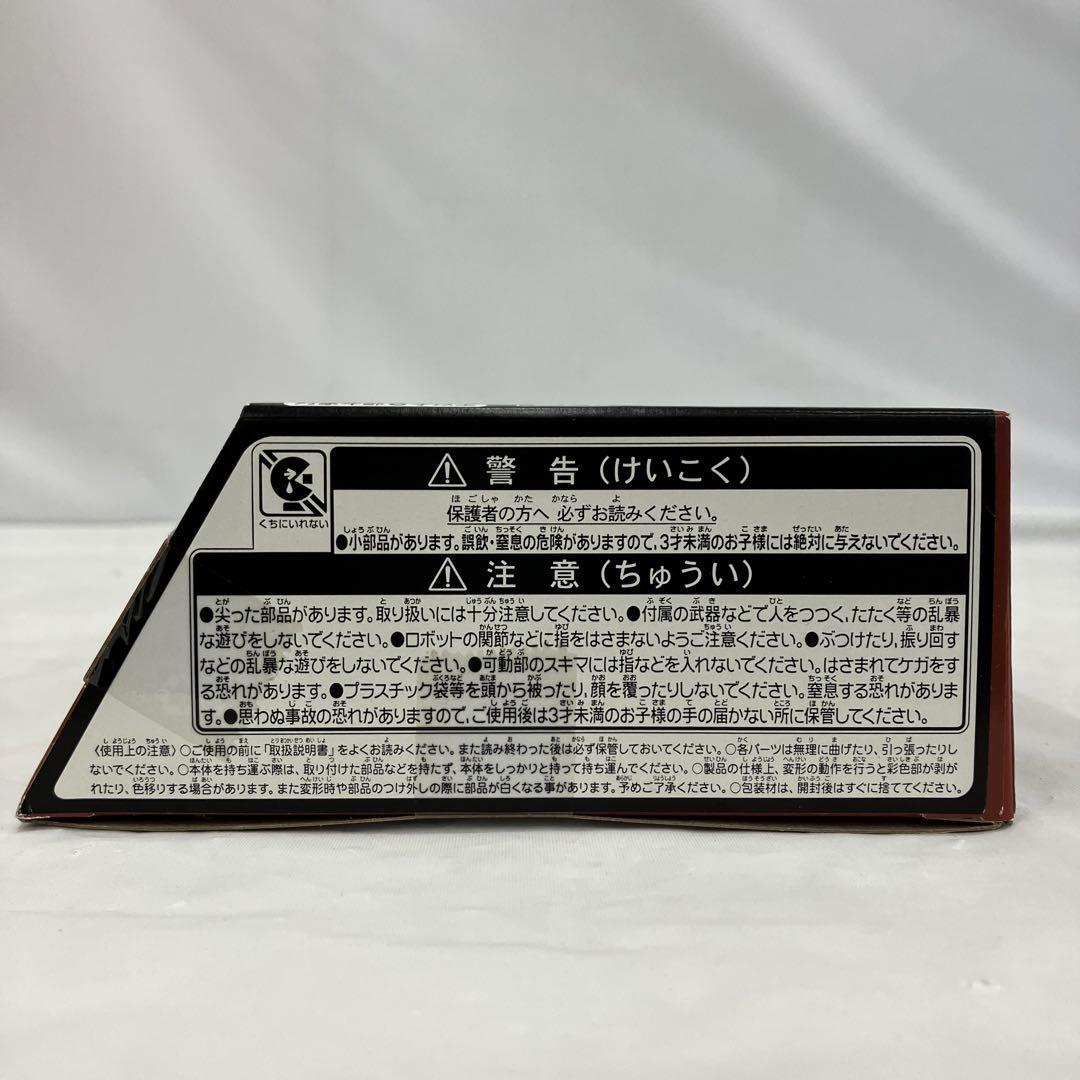 警 告(けいこく)
くちにいれない
保護者の方へ 必ずお読みください。
●小部品があります。誤飲・窒息の危険がありますので、3才未満のお子様には絶対に与えないでください。
注 意(ちゅうい)
●尖った部品があります。取り扱いには十分注意してください。●付属の武器などで人をつつく、たたく等の乱暴
な遊びをしないでください。●ロボットの関節などに指をはさまないようご注意ください。●ぶつけたり、振り回す
などの乱暴な遊びをしないでください。●可動部のスキマには指などを入れないでください。はさまれてケガをす
る恐れがあります。●プラスチック袋等を頭から被ったり、顔を覆ったりしないでください。窒息する恐れがありま
す。●思わぬ事故の恐れがありますので、ご使用後は3才未満のお子様の手の届かない所に保管してください。
〈使用上の注意〉○ご使用の前に「取扱説明書」をよくお読みください。また読み終わった後は必ず保管しておいてください。○各パーツは無理に曲げたり、引っ張ったりし
ないでください。○本体を持ち運ぶ際は、取り付けた部品などを持たず、本体をしっかりと持って持ち運んでください。○製品の仕様上、変形の動作を行うと彩色部が剥が
れたり、色移りする場合があります。また変形時や部品のつけ外しの際に部品が白くなる事があります。予めご了承ください。○包装材は、開封後はすぐに捨ててください。